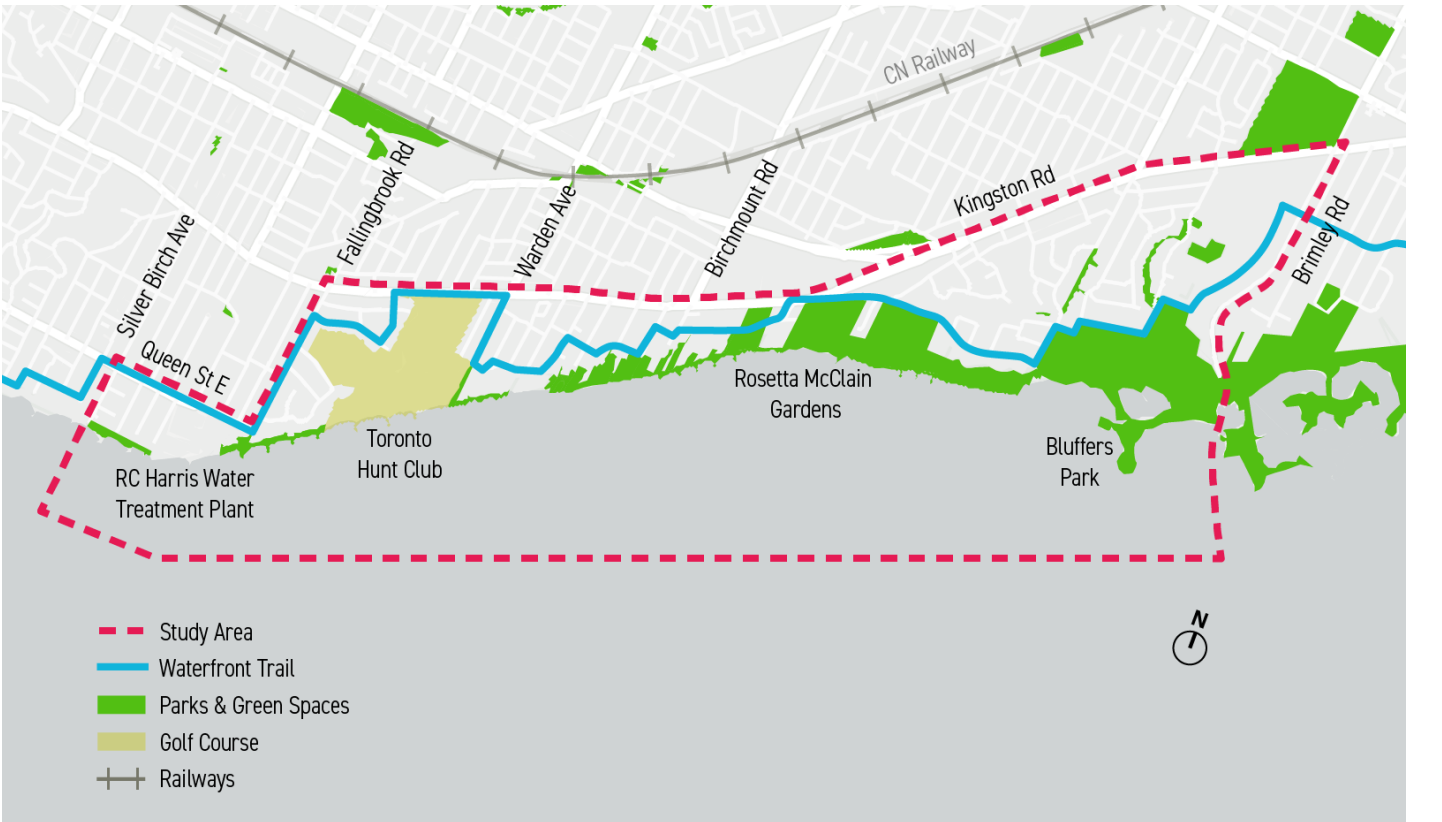 CN Railway
Fallingbrook Rd
Warden Ave
Birchmount Rd
Kingston Rd
Brimley Rd
Silver Birch Ave
Queen St E
Rosetta McClain
Gardens
Toronto
Hunt Club
Bluffers
Park
RC Harris Water
Treatment Plant
N
Study Area
Waterfront Trail
Parks & Green Spaces
Golf Course
Railways